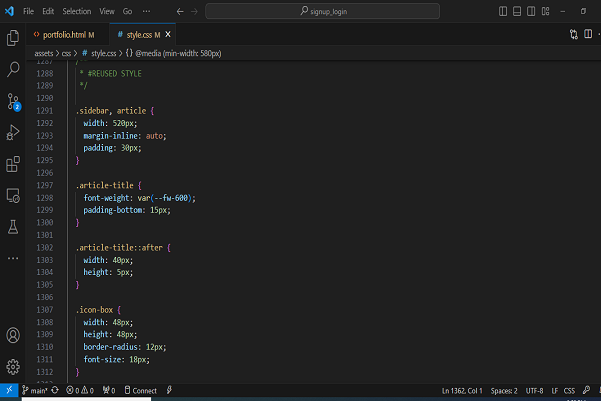 File Edit Selection View Go ··· signup_login
portfolio.html M # style.css M
assets > css > # style.css > {} @media (min-width: 580px)
1287 /*
1288 * #REUSED STYLE
1289 */
1290
1291 .sidebar, article {
1292 width: 520px;
1293 margin-inline: auto;
1294 padding: 30px;
1295 }
1296
1297 .article-title {
1298 font-weight: var(--fw-600);
1299 padding-bottom: 15px;
1300 }
1301
1302 .article-title::after {
1303 width: 40px;
1304 height: 5px;
1305 }
1306
1307 .icon-box {
1308 width: 48px;
1309 height: 48px;
1310 border-radius: 12px;
1311 font-size: 18px;
1312 }
2
main* 0 0 0 Connect Ln 1362, Col 1 Spaces: 2 UTF-8 LF CSS